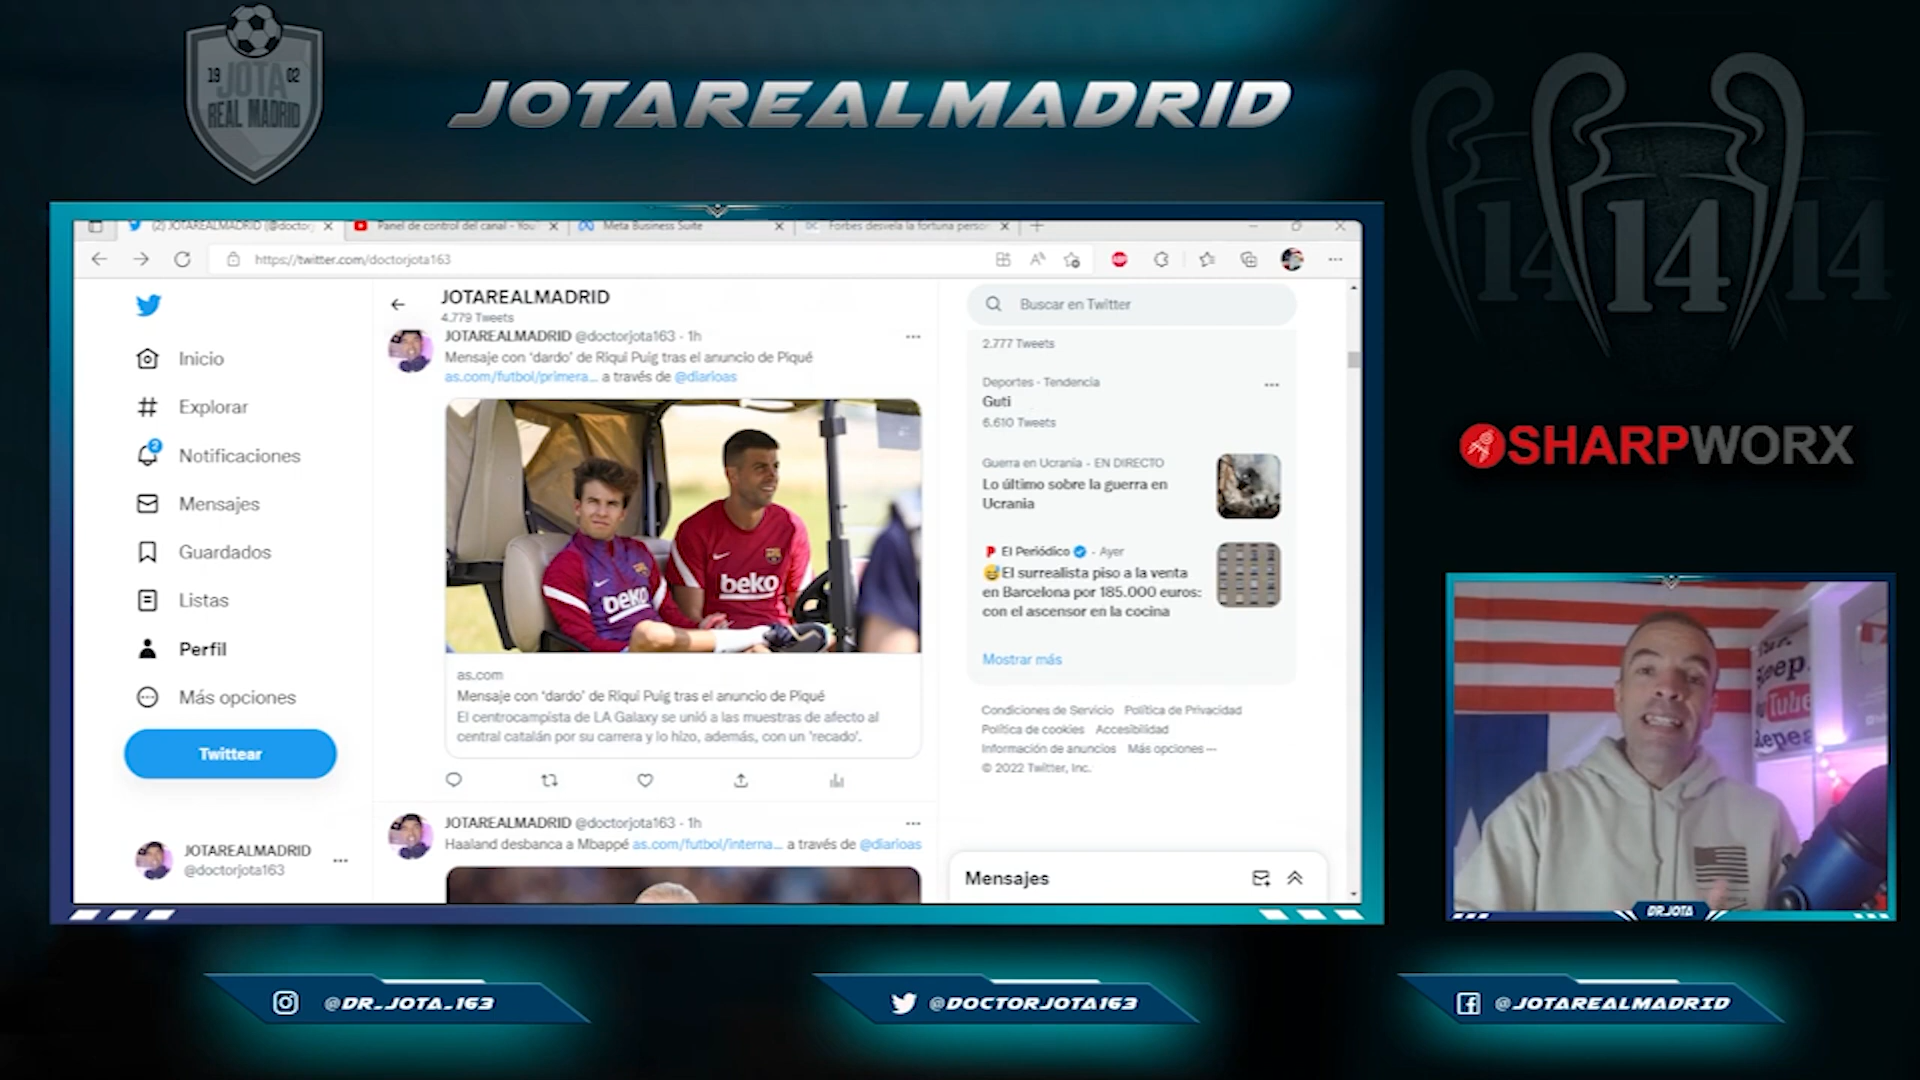 19 02
JOTA
REAL MADRID
JOTAREALMADRID
14 14 14
(2) JOTAREALMADRID (@doctorj
Panel de control del canal - You
Meta Business Suite
Forbes desvela la fortuna perso
https://twitter.com/doctorjota163
ABP
JOTAREALMADRID
4.779 Tweets
Inicio
Explorar
2
Notificaciones
Mensajes
Guardados
Listas
Perfil
Más opciones
Twittear
JOTAREALMADRID
@doctorjota163
JOTAREALMADRID @doctorjota163 · 1h
Mensaje con ‘dardo’ de Riqui Puig tras el anuncio de Piqué
as.com/futbol/primera... a través de @diarioas
beko
beko
as.com
Mensaje con ‘dardo’ de Riqui Puig tras el anuncio de Piqué
El centrocampista de LA Galaxy se unió a las muestras de afecto al
central catalán por su carrera y lo hizo, además, con un 'recado'.
JOTAREALMADRID @doctorjota163 · 1h
Haaland desbanca a Mbappé as.com/futbol/interna... a través de @diarioas
Buscar en Twitter
2.777 Tweets
Deportes · Tendencia
Guti
6.610 Tweets
Guerra en Ucrania · EN DIRECTO
Lo último sobre la guerra en
Ucrania
El Periódico · Ayer
😅El surrealista piso a la venta
en Barcelona por 185.000 euros:
con el ascensor en la cocina
Mostrar más
Condiciones de Servicio Política de Privacidad
Política de cookies Accesibilidad
Información de anuncios Más opciones ···
© 2022 Twitter, Inc.
Mensajes
SHARPWORX
Tube
Repea
DR.JOTA
@DR_JOTA_163
@DOCTORJOTA163
@JOTAREALMADRID